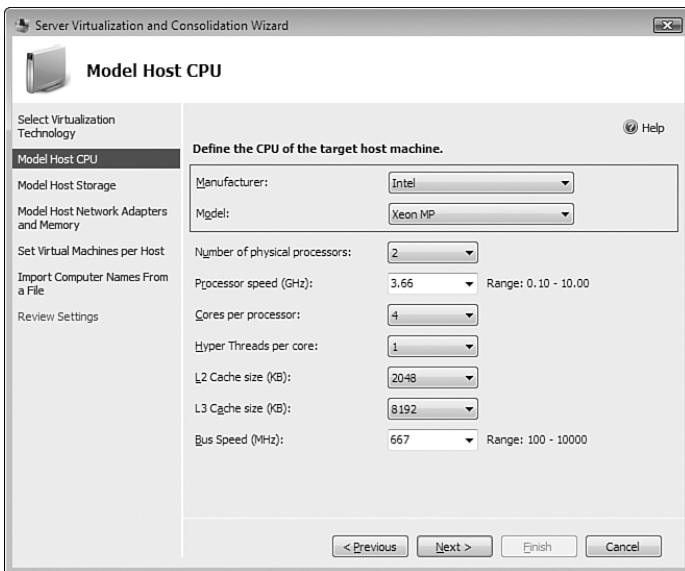 Server Virtualization and Consolidation Wizard
Model Host CPU
Select Virtualization
Technology
Model Host CPU
Model Host Storage
Model Host Network Adapters
and Memory
Set Virtual Machines per Host
Import Computer Names From
a File
Review Settings
Help
Define the CPU of the target host machine.
Manufacturer: Intel
Model: Xeon MP
Number of physical processors: 2
Processor speed (GHz): 3.66 Range: 0.10 - 10.00
Cores per processor: 4
Hyper Threads per core: 1
L2 Cache size (KB): 2048
L3 Cache size (KB): 8192
Bus Speed (MHz): 667 Range: 100 - 10000
< Previous Next > Finish Cancel